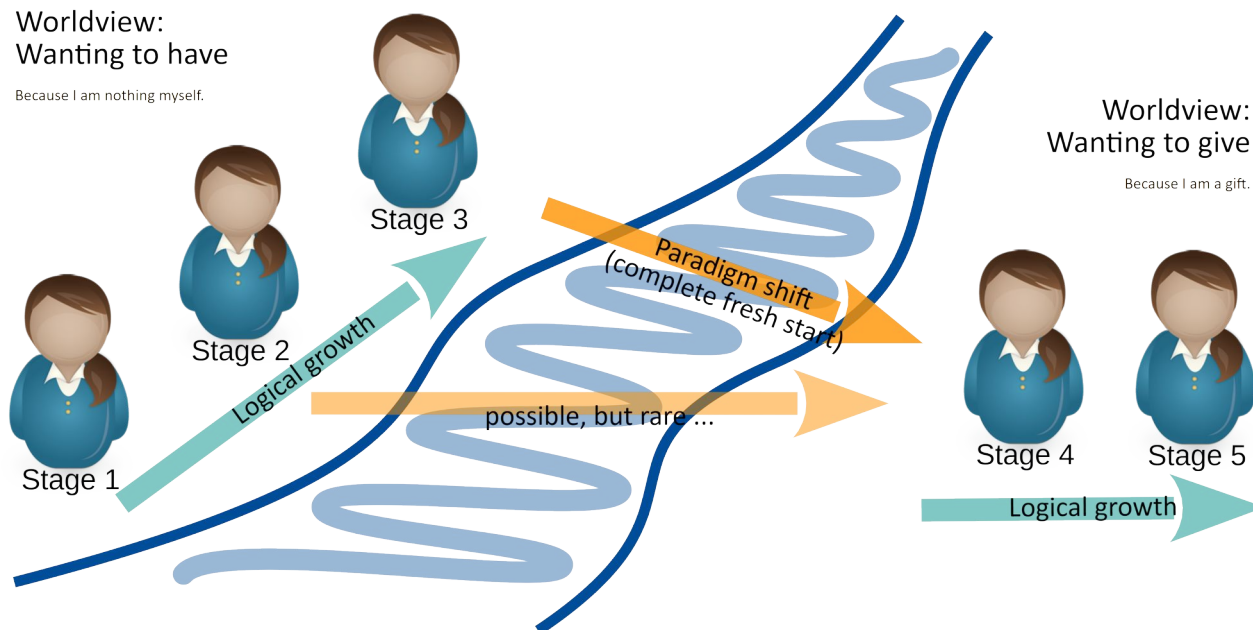 Worldview:
Wanting to have
Because I am nothing myself.
Stage 3
Worldview:
Wanting to give
Because I am a gift.
Stage 2
Stage 1
Logical growth
Paradigm shift
(complete fresh start)
possible, but rare ...
Stage 4
Stage 5
Logical growth